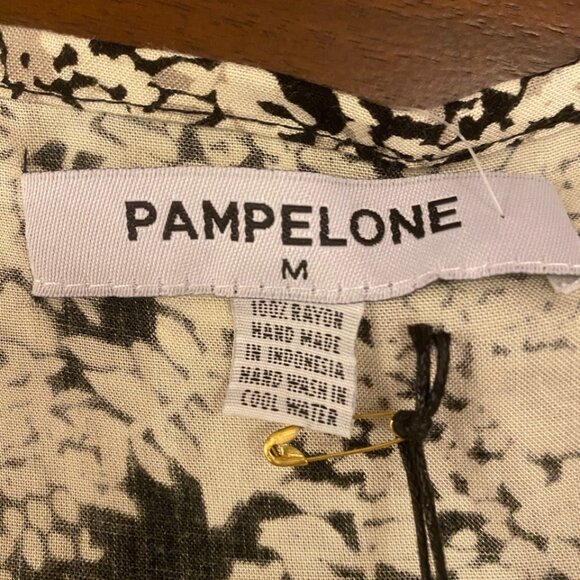 PAMPELONE
M
100% RAYON
HAND MADE
IN INDONESIA
HAND WASH IN
COOL WATER